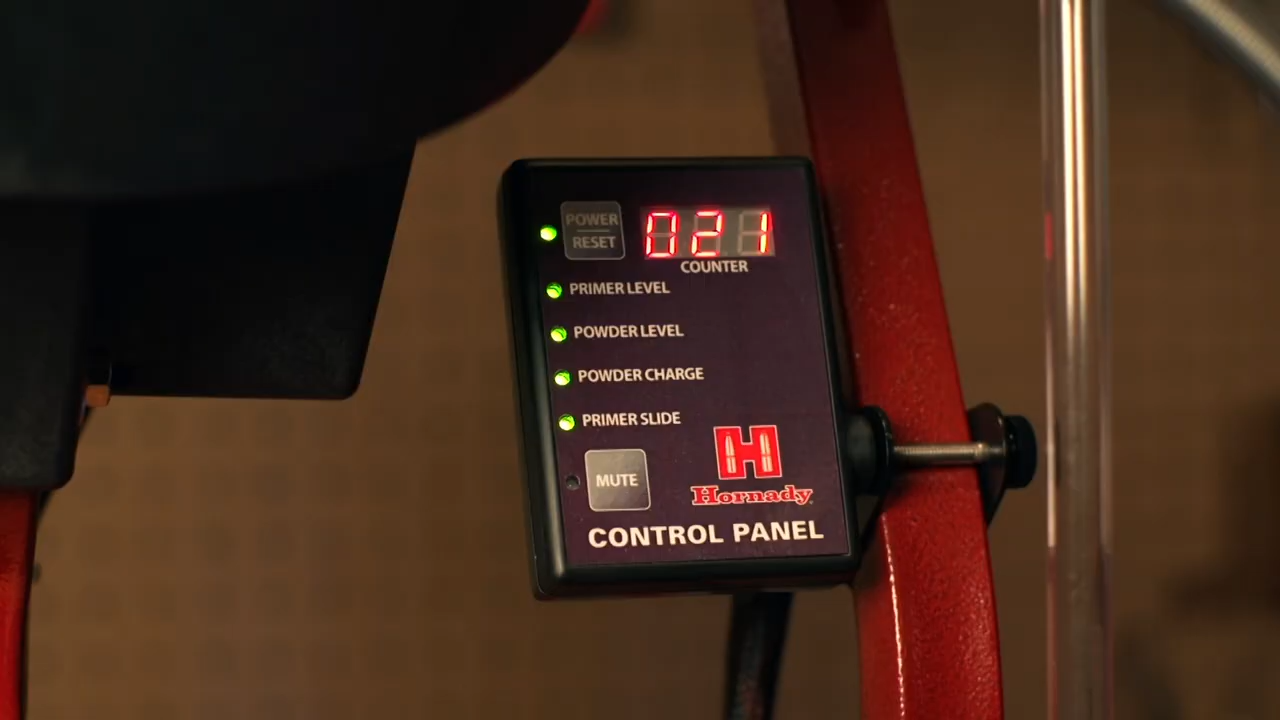 POWER
RESET
021
COUNTER
PRIMER LEVEL
POWDER LEVEL
POWDER CHARGE
PRIMER SLIDE
MUTE
H
Hornady
CONTROL PANEL